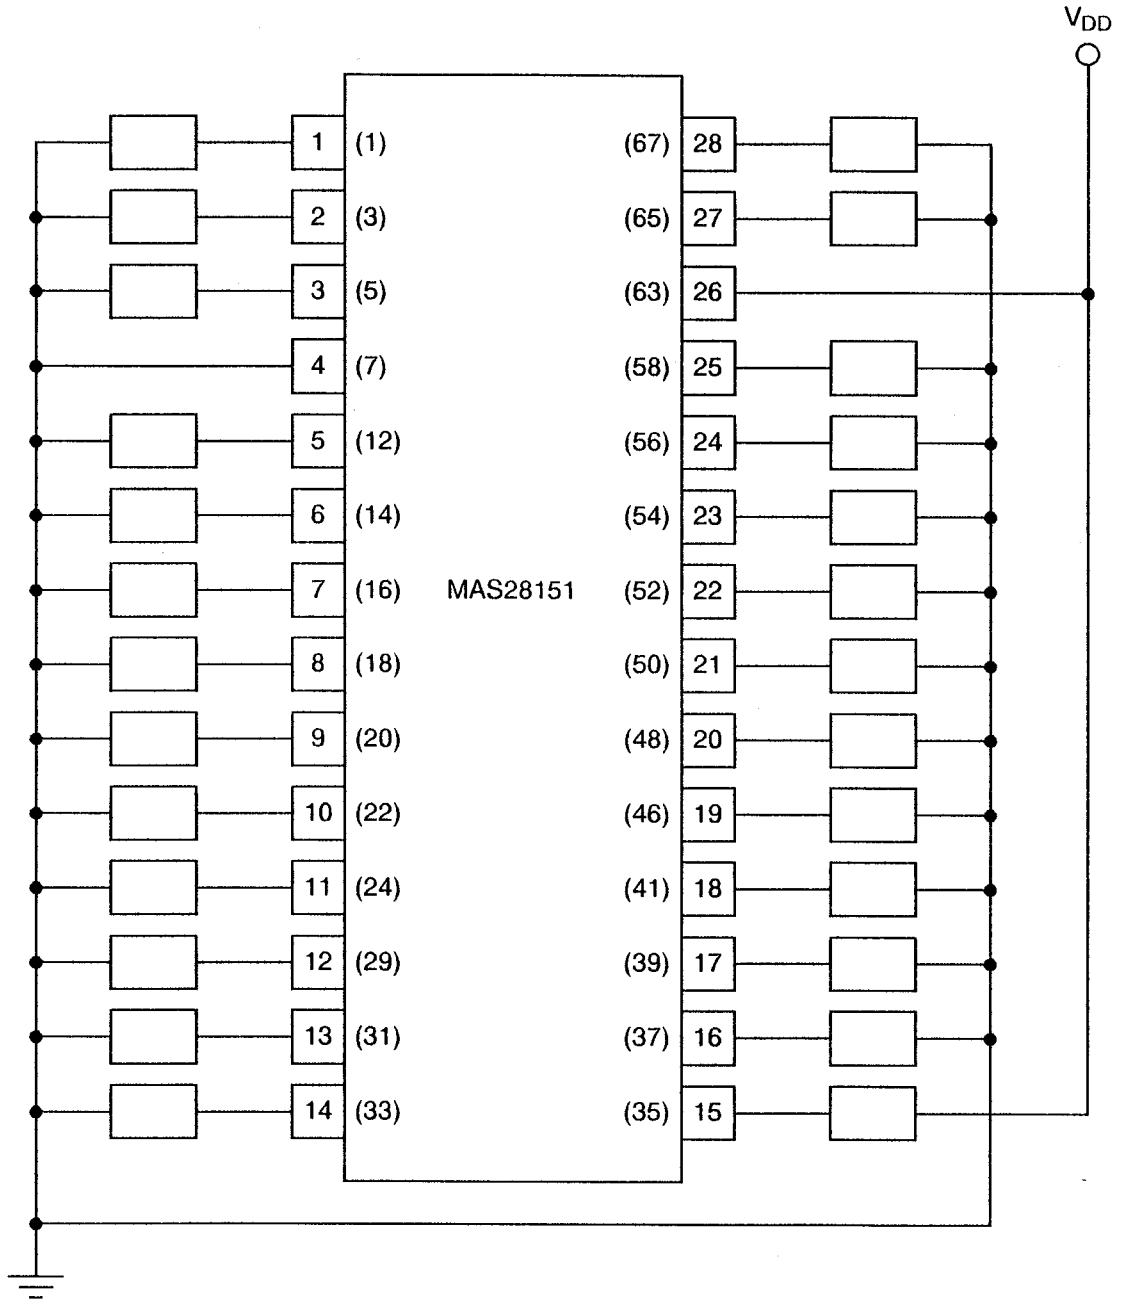 VDD
1 (1) (67) 28
2 (3) (65) 27
3 (5) (63) 26
4 (7) (58) 25
5 (12) (56) 24
6 (14) (54) 23
7 (16) MAS28151 (52) 22
8 (18) (50) 21
9 (20) (48) 20
10 (22) (46) 19
11 (24) (41) 18
12 (29) (39) 17
13 (31) (37) 16
14 (33) (35) 15